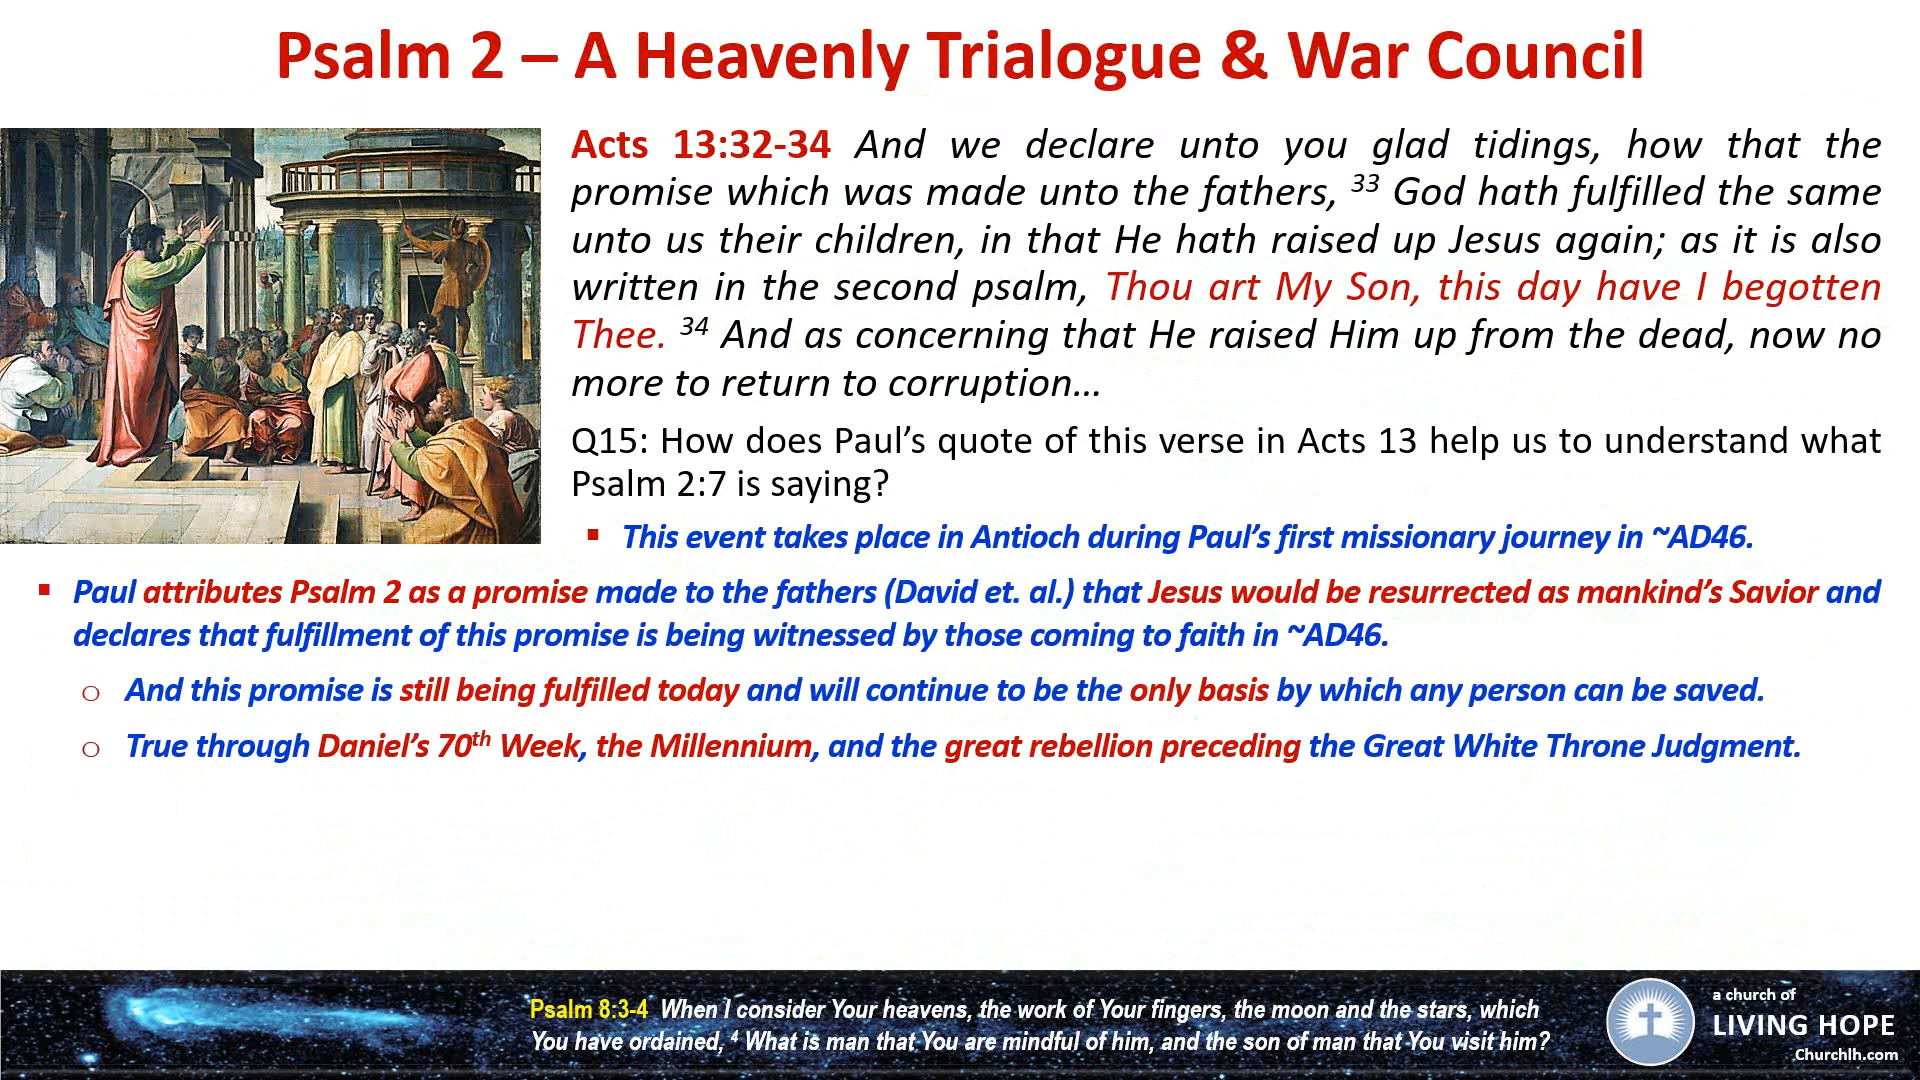 Psalm 2 – A Heavenly Trialogue & War Council
Acts 13:32-34 And we declare unto you glad tidings, how that the
promise which was made unto the fathers, ³³ God hath fulfilled the same
unto us their children, in that He hath raised up Jesus again; as it is also
written in the second psalm, Thou art My Son, this day have I begotten
Thee. ³⁴ And as concerning that He raised Him up from the dead, now no
more to return to corruption…
Q15: How does Paul’s quote of this verse in Acts 13 help us to understand what
Psalm 2:7 is saying?
▪ This event takes place in Antioch during Paul’s first missionary journey in ~AD46.
▪ Paul attributes Psalm 2 as a promise made to the fathers (David et. al.) that Jesus would be resurrected as mankind’s Savior and
declares that fulfillment of this promise is being witnessed by those coming to faith in ~AD46.
o And this promise is still being fulfilled today and will continue to be the only basis by which any person can be saved.
o True through Daniel’s 70th Week, the Millennium, and the great rebellion preceding the Great White Throne Judgment.
Psalm 8:3-4 When I consider Your heavens, the work of Your fingers, the moon and the stars, which
You have ordained, ⁴ What is man that You are mindful of him, and the son of man that You visit him?
a church of
LIVING HOPE
Churchlh.com